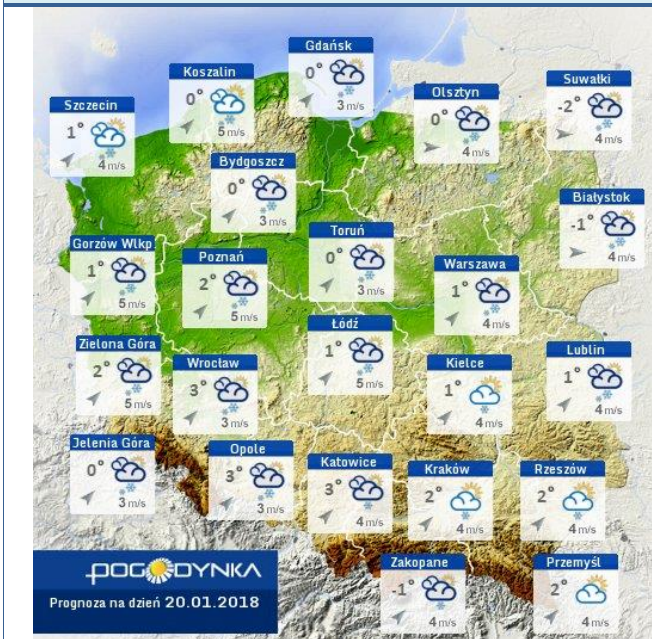 Gdańsk
0°
3 m/s
Koszalin
0°
5 m/s
Olsztyn
0°
4 m/s
Suwałki
-2°
4 m/s
Szczecin
1°
4 m/s
Bydgoszcz
0°
3 m/s
Białystok
-1°
4 m/s
Gorzów Wlkp
1°
5 m/s
Poznań
2°
5 m/s
Toruń
0°
3 m/s
Warszawa
1°
4 m/s
Zielona Góra
2°
5 m/s
Wrocław
3°
3 m/s
Łódź
1°
5 m/s
Kielce
1°
4 m/s
Lublin
1°
4 m/s
Jelenia Góra
0°
3 m/s
Opole
3°
3 m/s
Katowice
3°
4 m/s
Kraków
2°
4 m/s
Rzeszów
2°
4 m/s
Zakopane
-1°
4 m/s
Przemyśl
2°
4 m/s
POGODYNKA
Prognoza na dzień 20.01.2018